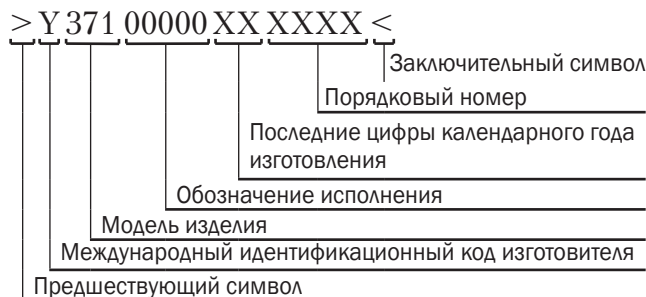 > Y 371 00000 XX XXXX <
Заключительный символ
Порядковый номер
Последние цифры календарного года
изготовления
Обозначение исполнения
Модель изделия
Международный идентификационный код изготовителя
Предшествующий символ